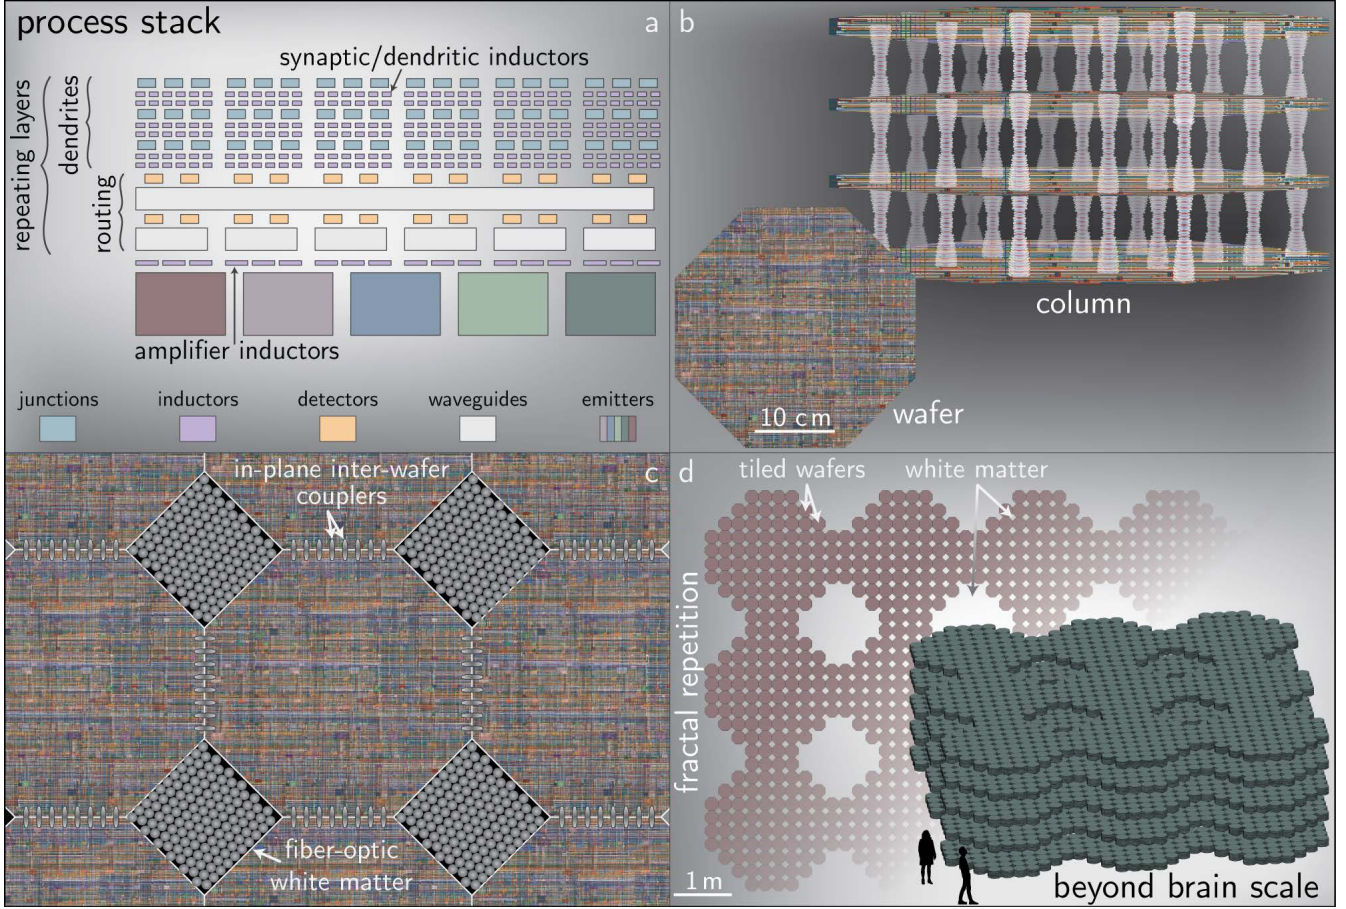 process stack
a
synaptic/dendritic inductors
repeating layers
dendrites
routing
amplifier inductors
junctions
inductors
detectors
waveguides
emitters
b
column
wafer
10 cm
c
in-plane inter-wafer
couplers
fiber-optic
white matter
d
tiled wafers
white matter
fractal repetition
1 m
beyond brain scale